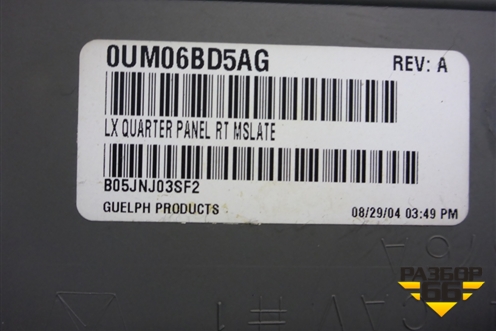 0UM06BD5AG REV: A
LX QUARTER PANEL RT MSLATE
B05JNJ03SF2
GUELPH PRODUCTS 08/29/04 03:49 PM
РАЗБОР
66